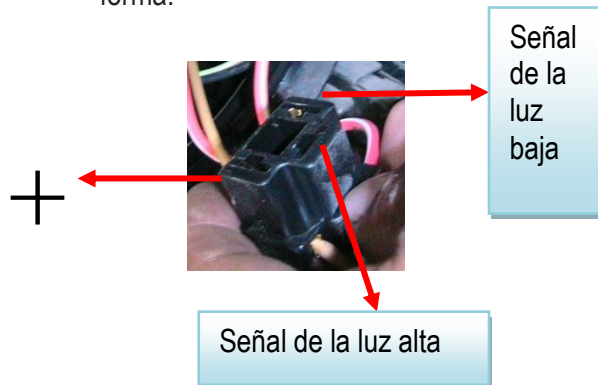 forma:
Señal
de la
luz
baja
+
Señal de la luz alta